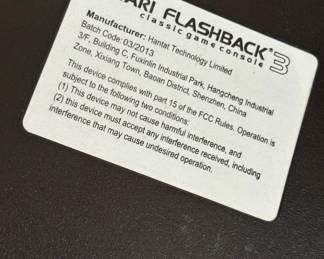 ARI FLASHBACK 3
classic game console
Manufacturer: Hantat Technology Limited
Batch Code: 03/2013
3/F, Building C, Fuxinlin Industrial Park, Hangcheng Industrial
Zone, Xixiang Town, Baoan District, Shenzhen, China
This device complies with part 15 of the FCC Rules. Operation is
subject to the following two conditions:
(1) This device may not cause harmful interference, and
(2) this device must accept any interference received, including
interference that may cause undesired operation.